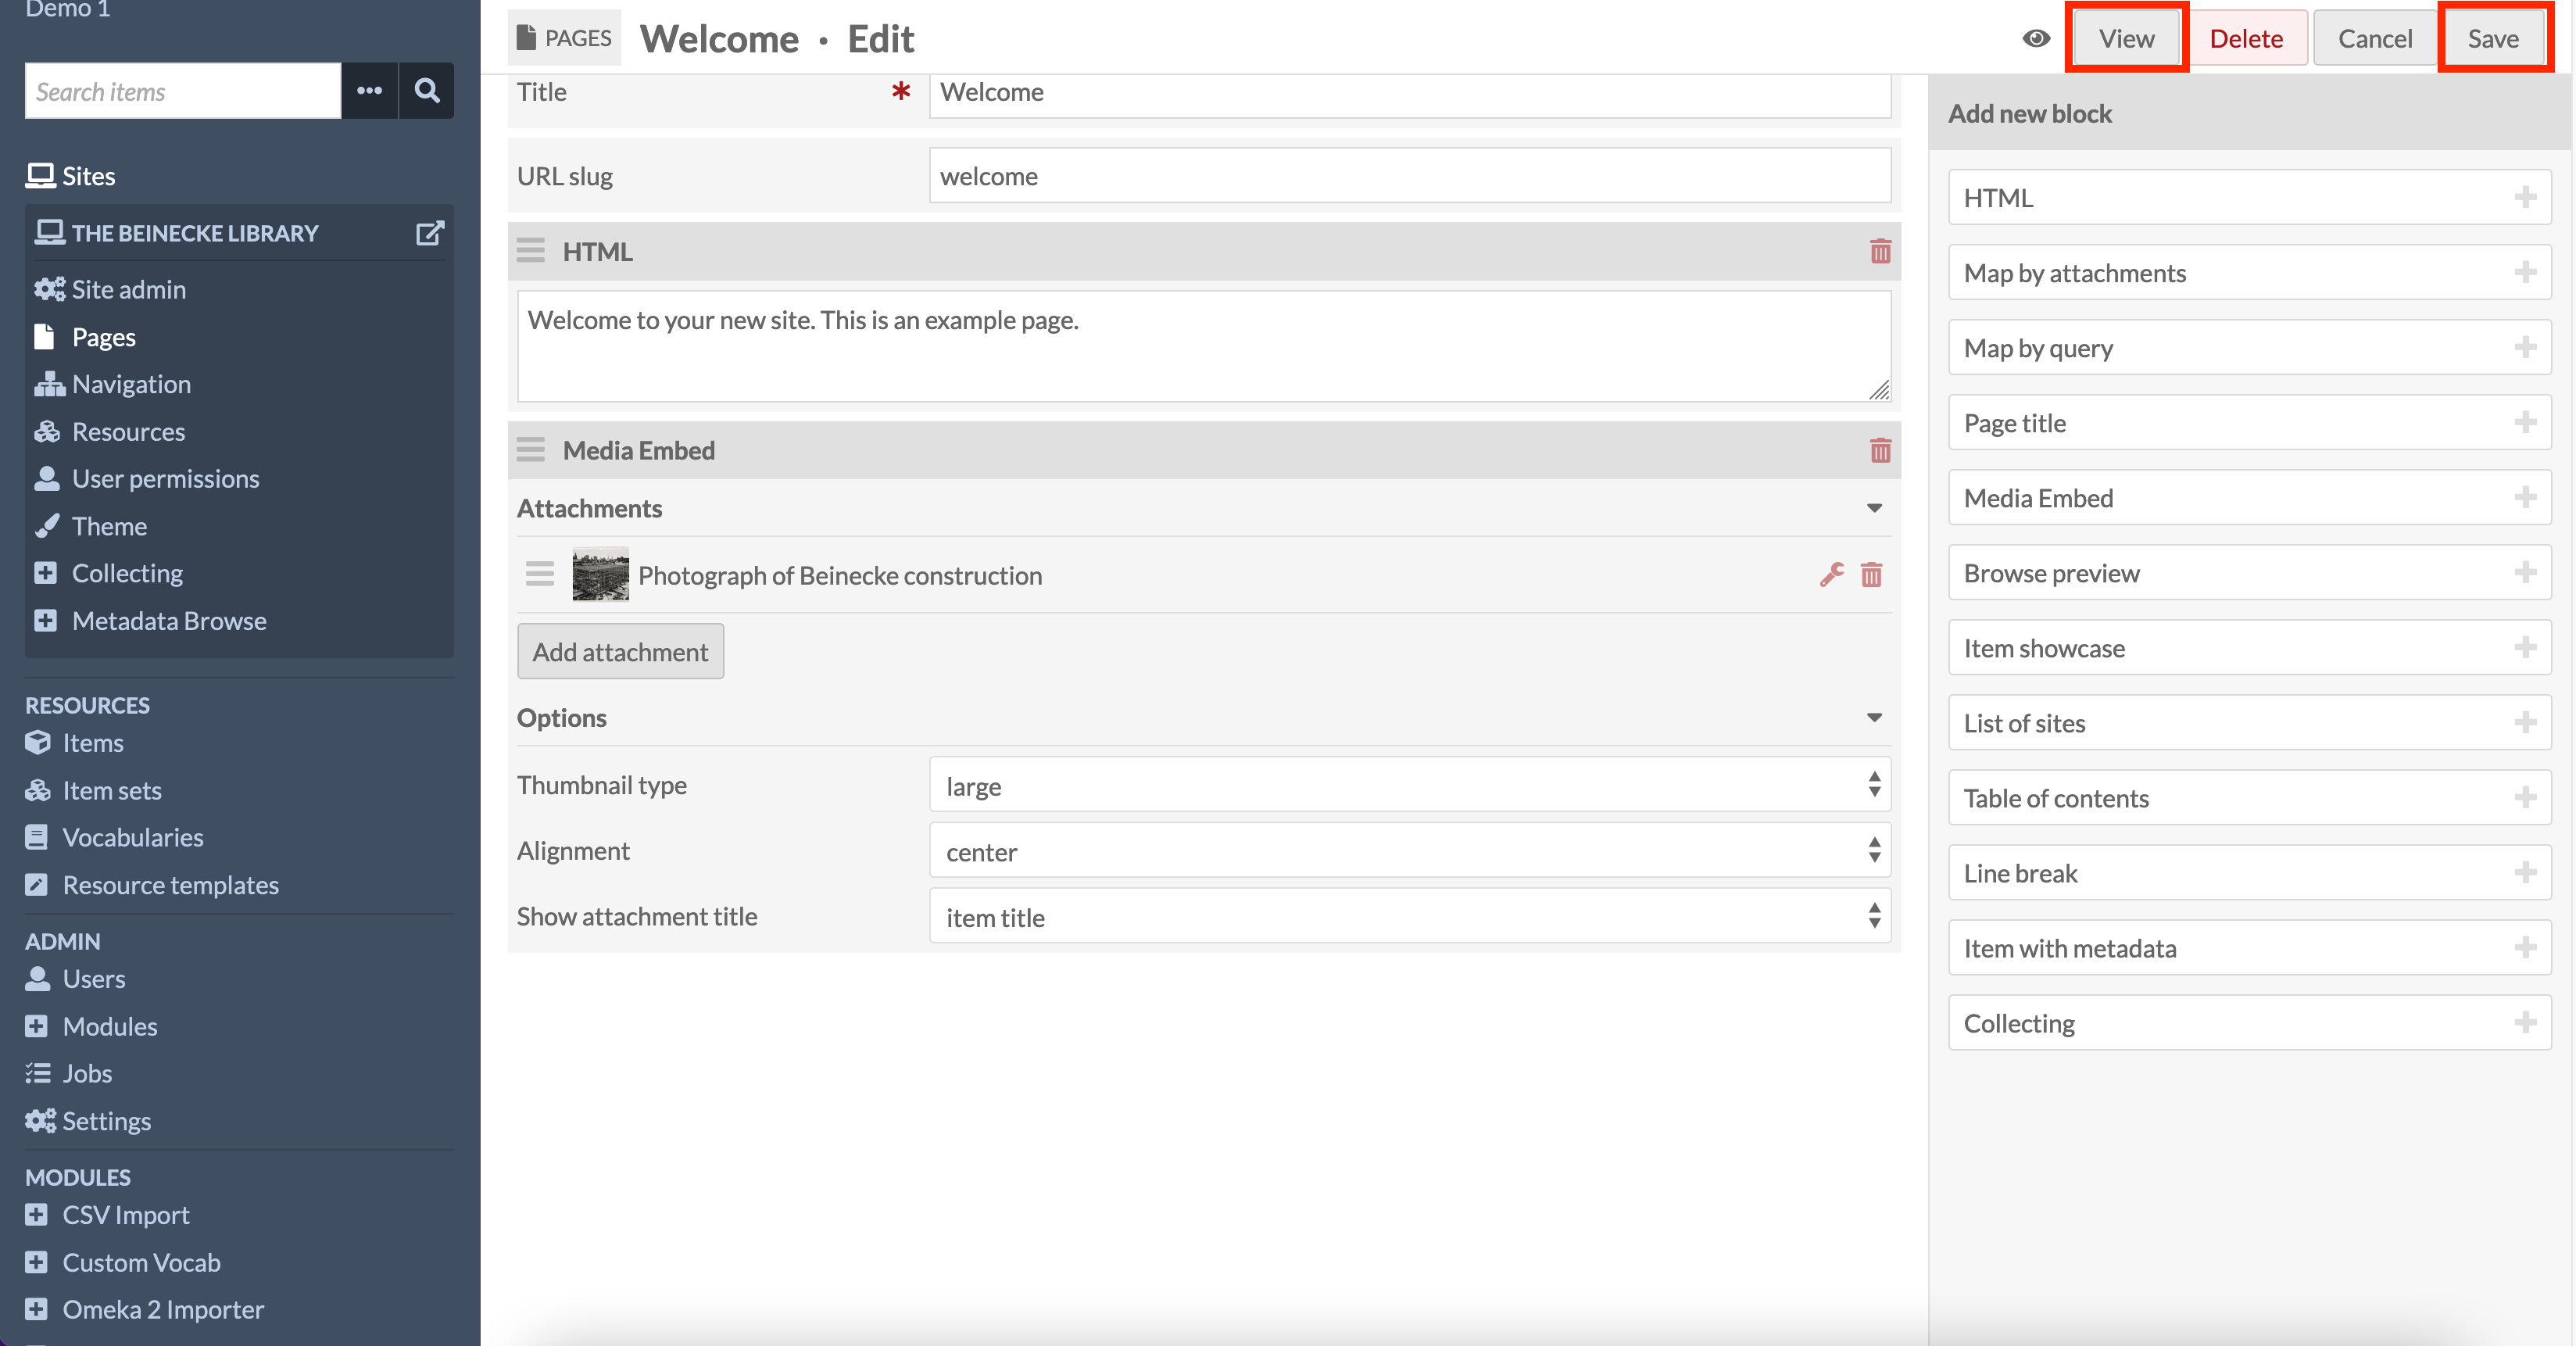 Demo 1
Search items
Sites
THE BEINECKE LIBRARY
Site admin
Pages
Navigation
Resources
User permissions
Theme
Collecting
Metadata Browse
RESOURCES
Items
Item sets
Vocabularies
Resource templates
ADMIN
Users
Modules
Jobs
Settings
MODULES
CSV Import
Custom Vocab
Omeka 2 Importer
PAGES Welcome · Edit
View Delete Cancel Save
Title * Welcome
URL slug welcome
HTML
Welcome to your new site. This is an example page.
Media Embed
Attachments
Photograph of Beinecke construction
Add attachment
Options
Thumbnail type large
Alignment center
Show attachment title item title
Add new block
HTML
Map by attachments
Map by query
Page title
Media Embed
Browse preview
Item showcase
List of sites
Table of contents
Line break
Item with metadata
Collecting